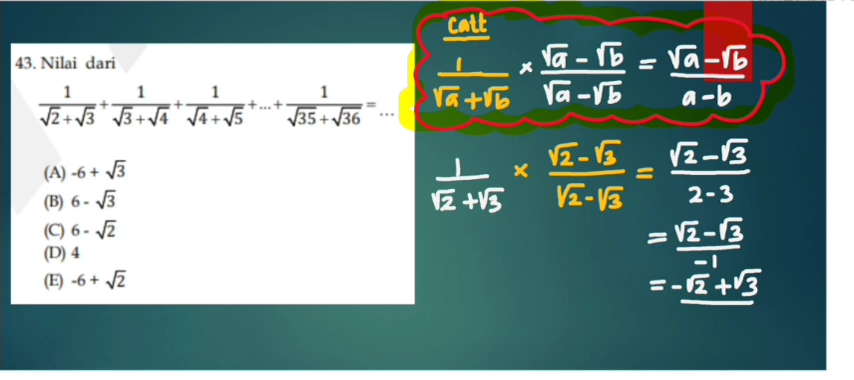 43. Nilai dari
1/(√2+√3) + 1/(√3+√4) + 1/(√4+√5) + ... + 1/(√35+√36) = ...
(A) -6 + √3
(B) 6 - √3
(C) 6 - √2
(D) 4
(E) -6 + √2
Catt
1/(√a+√b) × (√a-√b)/(√a-√b) = (√a-√b)/(a-b)
1/(√2+√3) × (√2-√3)/(√2-√3) = (√2-√3)/(2-3)
= (√2-√3)/(-1)
= -√2+√3